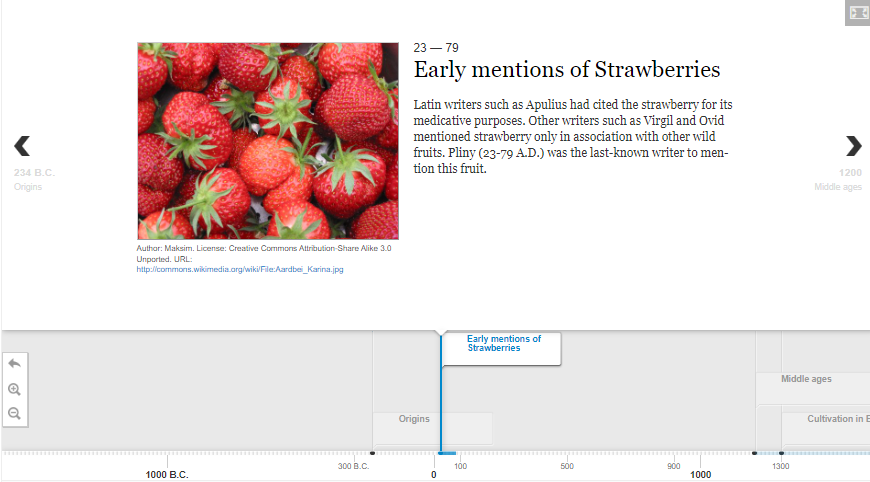 23 — 79
Early mentions of Strawberries
Latin writers such as Apulius had cited the strawberry for its
medicative purposes. Other writers such as Virgil and Ovid
mentioned strawberry only in association with other wild
fruits. Pliny (23-79 A.D.) was the last-known writer to men-
tion this fruit.
234 B.C.
Origins
1200
Middle ages
Author: Maksim. License: Creative Commons Attribution-Share Alike 3.0
Unported. URL:
http://commons.wikimedia.org/wiki/File:Aardbei_Karina.jpg
Early mentions of
Strawberries
Middle ages
Origins
Cultivation in E
300 B.C.
100
500
900
1300
1000 B.C.
0
1000